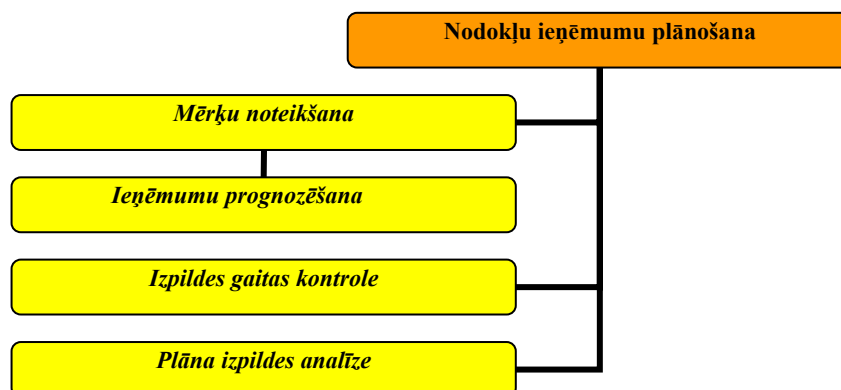 Nodokļu ieņēmumu plānošana
Mērķu noteikšana
Ieņēmumu prognozēšana
Izpildes gaitas kontrole
Plāna izpildes analīze